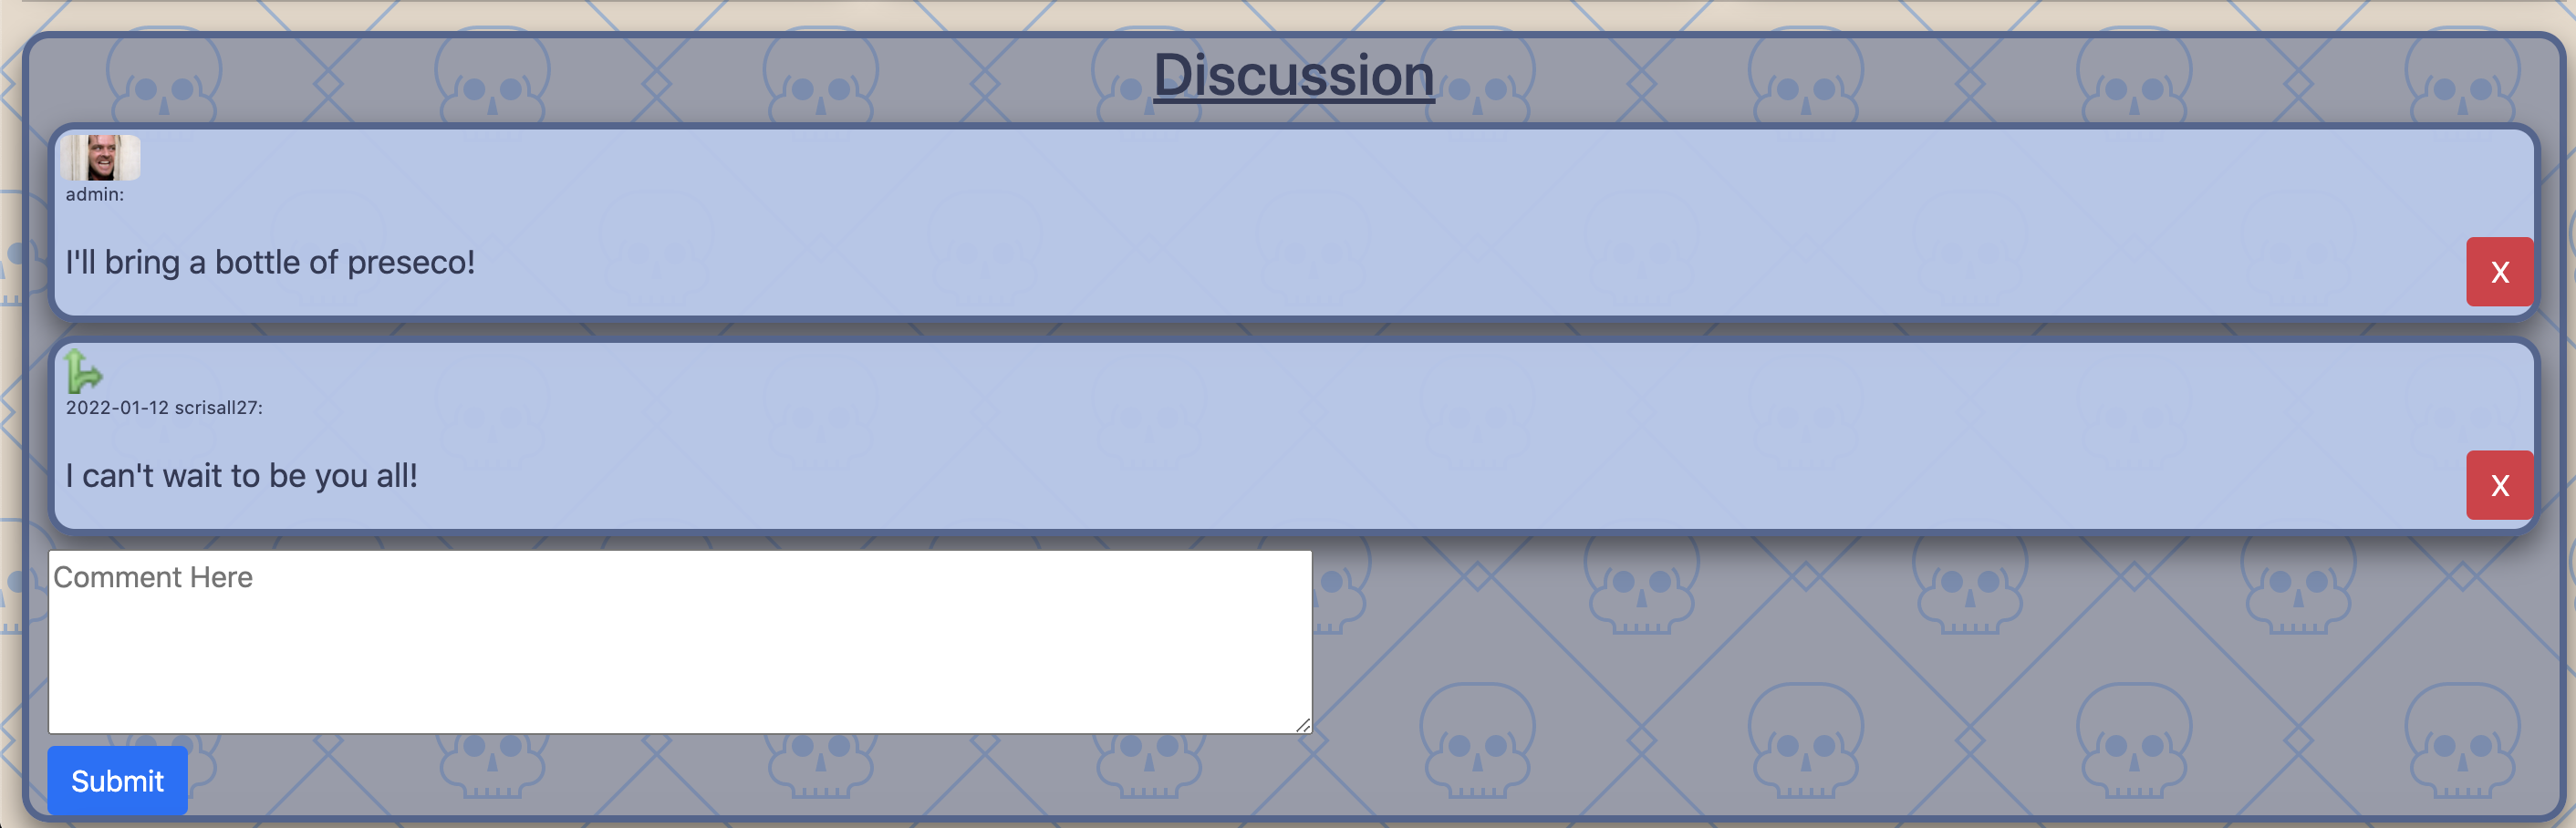 Discussion
admin:
I'll bring a bottle of preseco!
X
2022-01-12 scrisall27:
I can't wait to be you all!
X
Comment Here
Submit